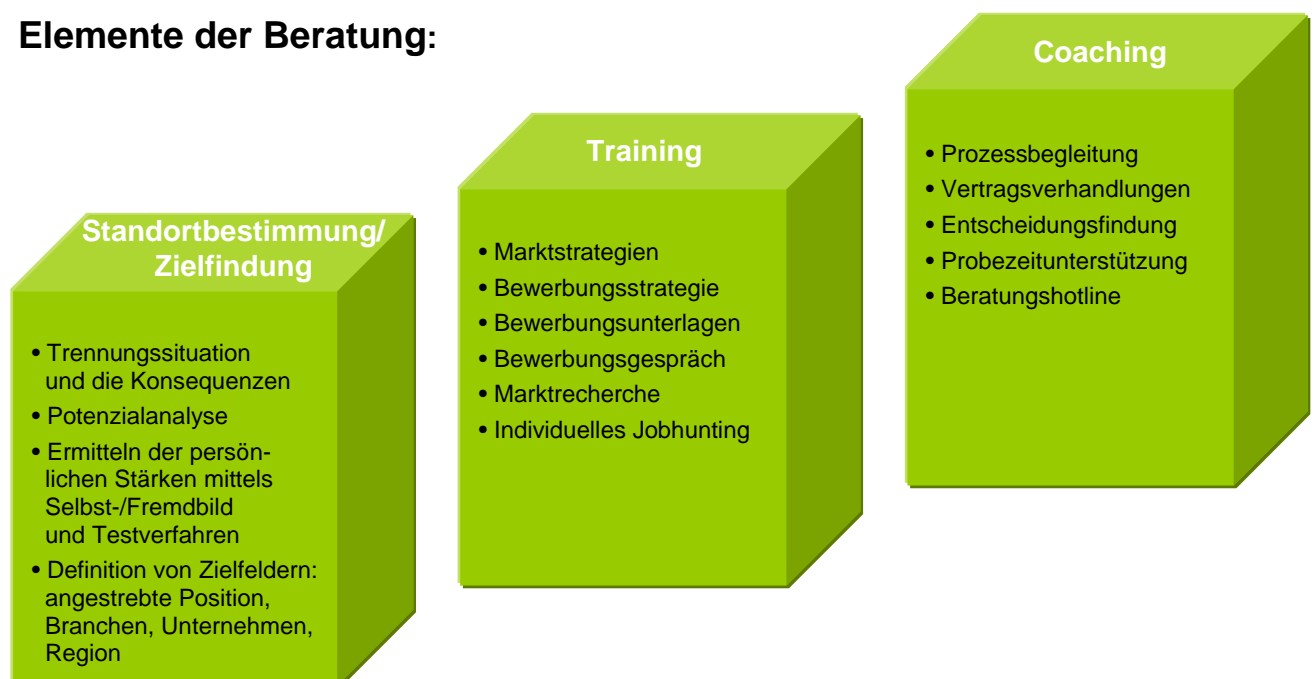 Elemente der Beratung:
Standortbestimmung/
Zielfindung
• Trennungssituation
und die Konsequenzen
• Potenzialanalyse
• Ermitteln der persön-
lichen Stärken mittels
Selbst-/Fremdbild
und Testverfahren
• Definition von Zielfeldern:
angestrebte Position,
Branchen, Unternehmen,
Region
Training
• Marktstrategien
• Bewerbungsstrategie
• Bewerbungsunterlagen
• Bewerbungsgespräch
• Marktrecherche
• Individuelles Jobhunting
Coaching
• Prozessbegleitung
• Vertragsverhandlungen
• Entscheidungsfindung
• Probezeitunterstützung
• Beratungshotline